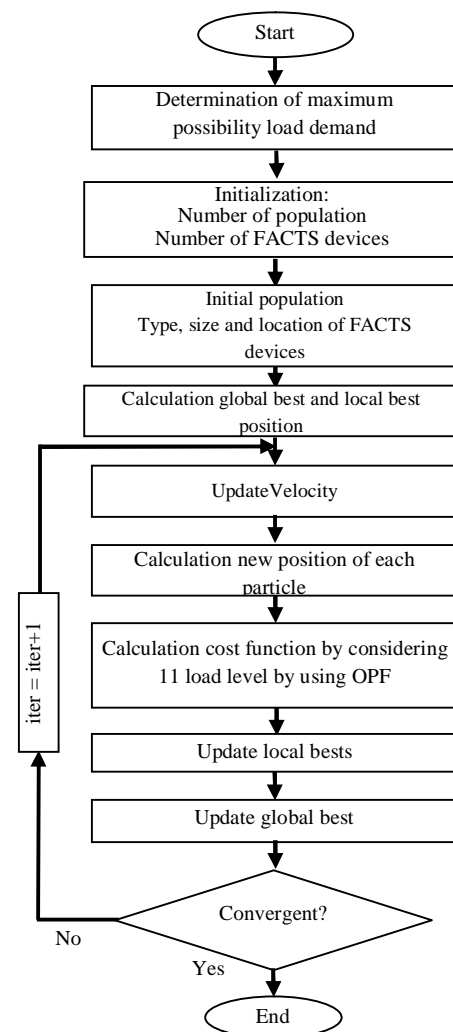 Start
Determination of maximum
possibility load demand
Initialization:
Number of population
Number of FACTS devices
Initial population
Type, size and location of FACTS
devices
Calculation global best and local best
position
UpdateVelocity
Calculation new position of each
particle
Calculation cost function by considering
11 load level by using OPF
iter = iter+1
Update local bests
Update global best
Convergent?
No
Yes
End